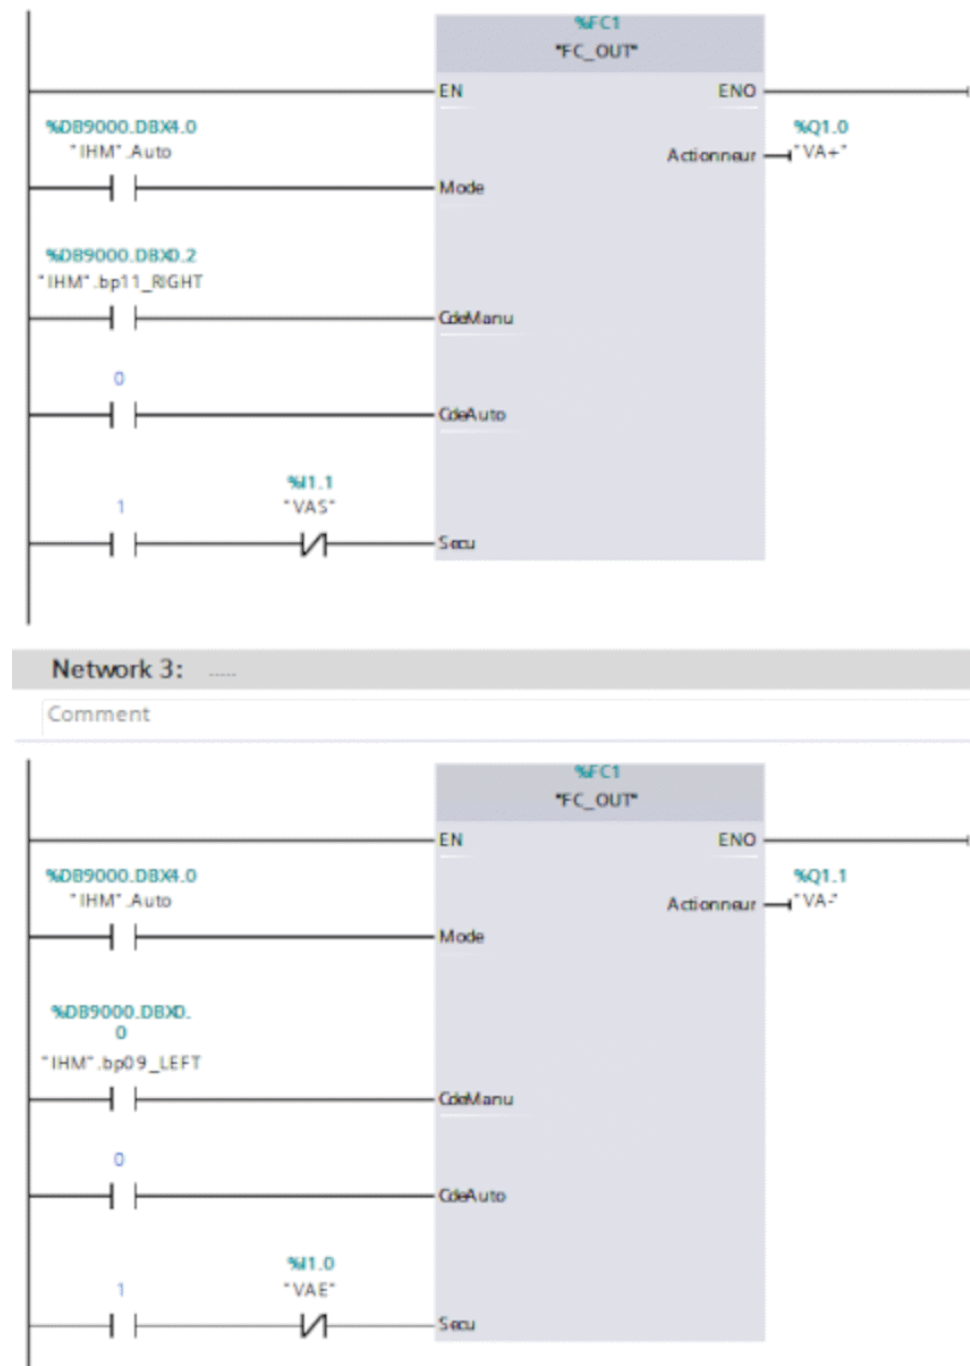 %FC1
"FC_OUT"
EN
ENO
%DB9000.DBX4.0
"IHM".Auto
%Q1.0
"VA+"
Actionneur
Mode
%DB9000.DBX0.2
"IHM".bp11_RIGHT
CdeManu
0
CdeAuto
%I1.1
1
"VAS"
Secu
Network 3: .....
Comment
%FC1
"FC_OUT"
EN
ENO
%DB9000.DBX4.0
"IHM".Auto
%Q1.1
"VA-"
Actionneur
Mode
%DB9000.DBX0.
0
"IHM".bp09_LEFT
CdeManu
0
CdeAuto
%I1.0
1
"VAE"
Secu